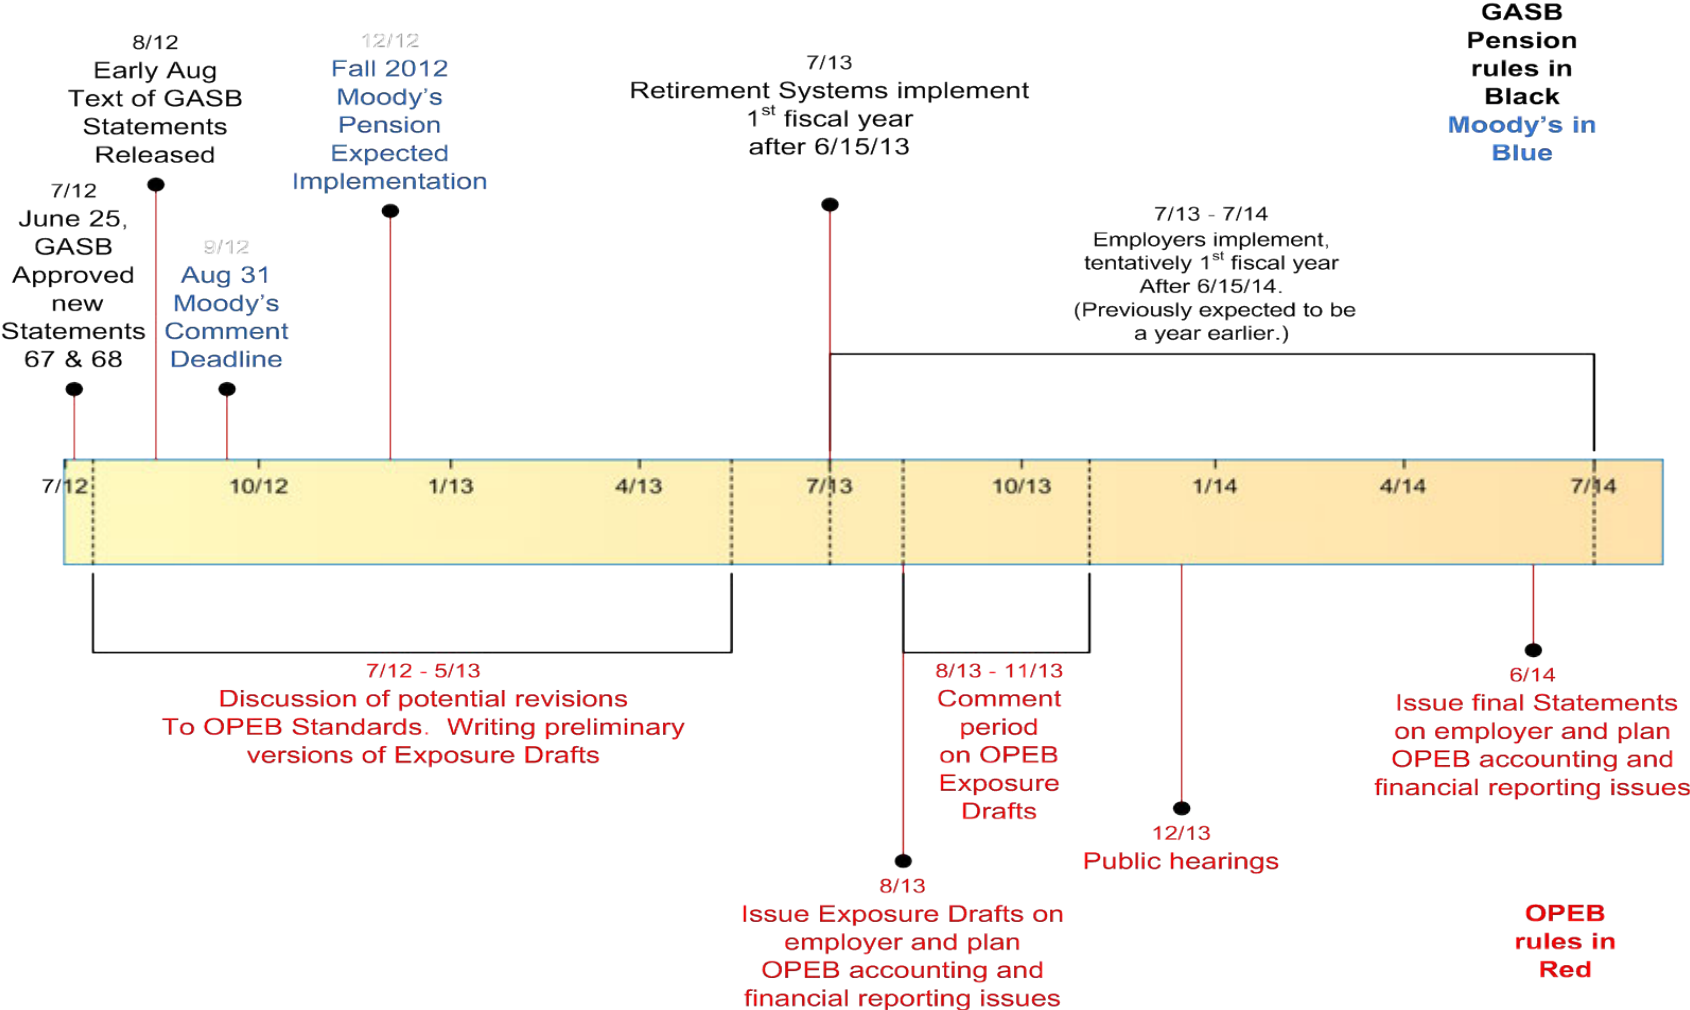 8/12
Early Aug
Text of GASB
Statements
Released
12/12
Fall 2012
Moody's
Pension
Expected
Implementation
7/13
Retirement Systems implement
1st fiscal year
after 6/15/13
GASB
Pension
rules in
Black
Moody's in
Blue
7/12
June 25,
GASB
Approved
new
Statements
67 & 68
9/12
Aug 31
Moody's
Comment
Deadline
7/13 - 7/14
Employers implement,
tentatively 1st fiscal year
After 6/15/14.
(Previously expected to be
a year earlier.)
7/12 10/12 1/13 4/13 7/13 10/13 1/14 4/14 7/14
7/12 - 5/13
Discussion of potential revisions
To OPEB Standards. Writing preliminary
versions of Exposure Drafts
8/13 - 11/13
Comment
period
on OPEB
Exposure
Drafts
6/14
Issue final Statements
on employer and plan
OPEB accounting and
financial reporting issues
12/13
Public hearings
8/13
Issue Exposure Drafts on
employer and plan
OPEB accounting and
financial reporting issues
OPEB
rules in
Red